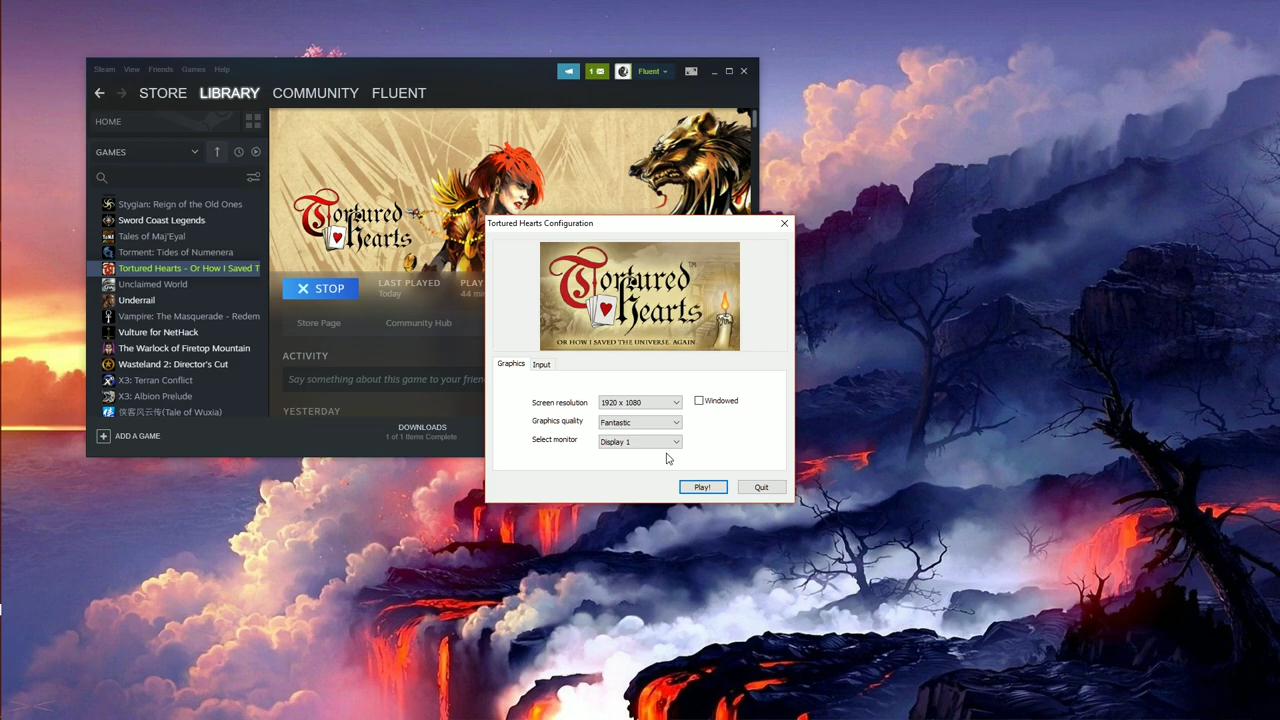 Steam View Friends Games Help
1
Fluent
STORE LIBRARY COMMUNITY FLUENT
HOME
GAMES
Stygian: Reign of the Old Ones
Sword Coast Legends
Tales of Maj'Eyal
Torment: Tides of Numenera
Tortured Hearts - Or How I Saved T
Unclaimed World
Underrail
Vampire: The Masquerade - Redem
Vulture for NetHack
The Warlock of Firetop Mountain
Wasteland 2: Director's Cut
X3: Terran Conflict
X3: Albion Prelude
侠客风云传(Tale of Wuxia)
ADD A GAME
Tortured
Hearts
STOP
LAST PLAYED
Today
PLAY
44 min
Store Page
Community Hub
ACTIVITY
Say something about this game to your friend
YESTERDAY
DOWNLOADS
1 of 1 Items Complete
Tortured Hearts Configuration
Tortured™
Hearts
OR HOW I SAVED THE UNIVERSE. AGAIN.
Graphics Input
Screen resolution 1920 x 1080 Windowed
Graphics quality Fantastic
Select monitor Display 1
Play! Quit